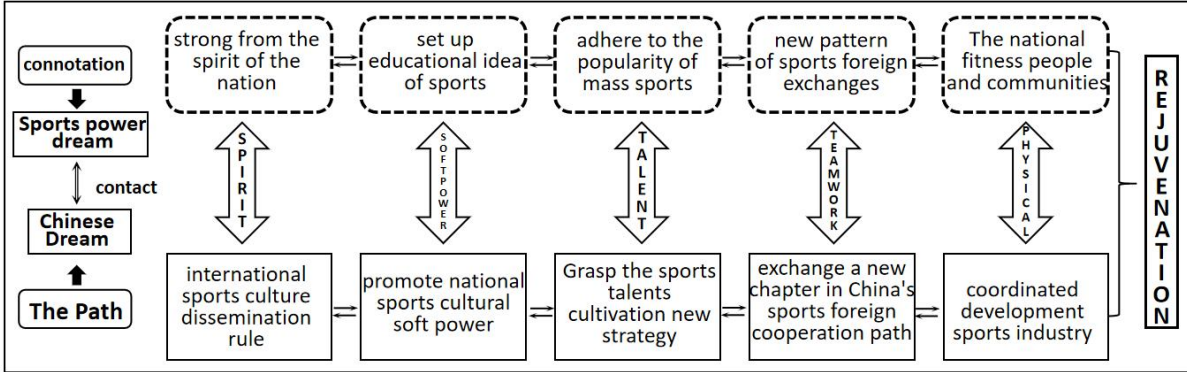 connotation
Sports power
dream
contact
Chinese
Dream
The Path
strong from the
spirit of the
nation
set up
educational idea
of sports
adhere to the
popularity of
mass sports
new pattern
of sports foreign
exchanges
The national
fitness people
and communities
SPIRIT
SOFTPOWER
TALENT
TEAMWORK
PHYSICAL
international
sports culture
dissemination
rule
promote national
sports cultural
soft power
Grasp the sports
talents
cultivation new
strategy
exchange a new
chapter in China's
sports foreign
cooperation path
coordinated
development
sports industry
REJUVENATION